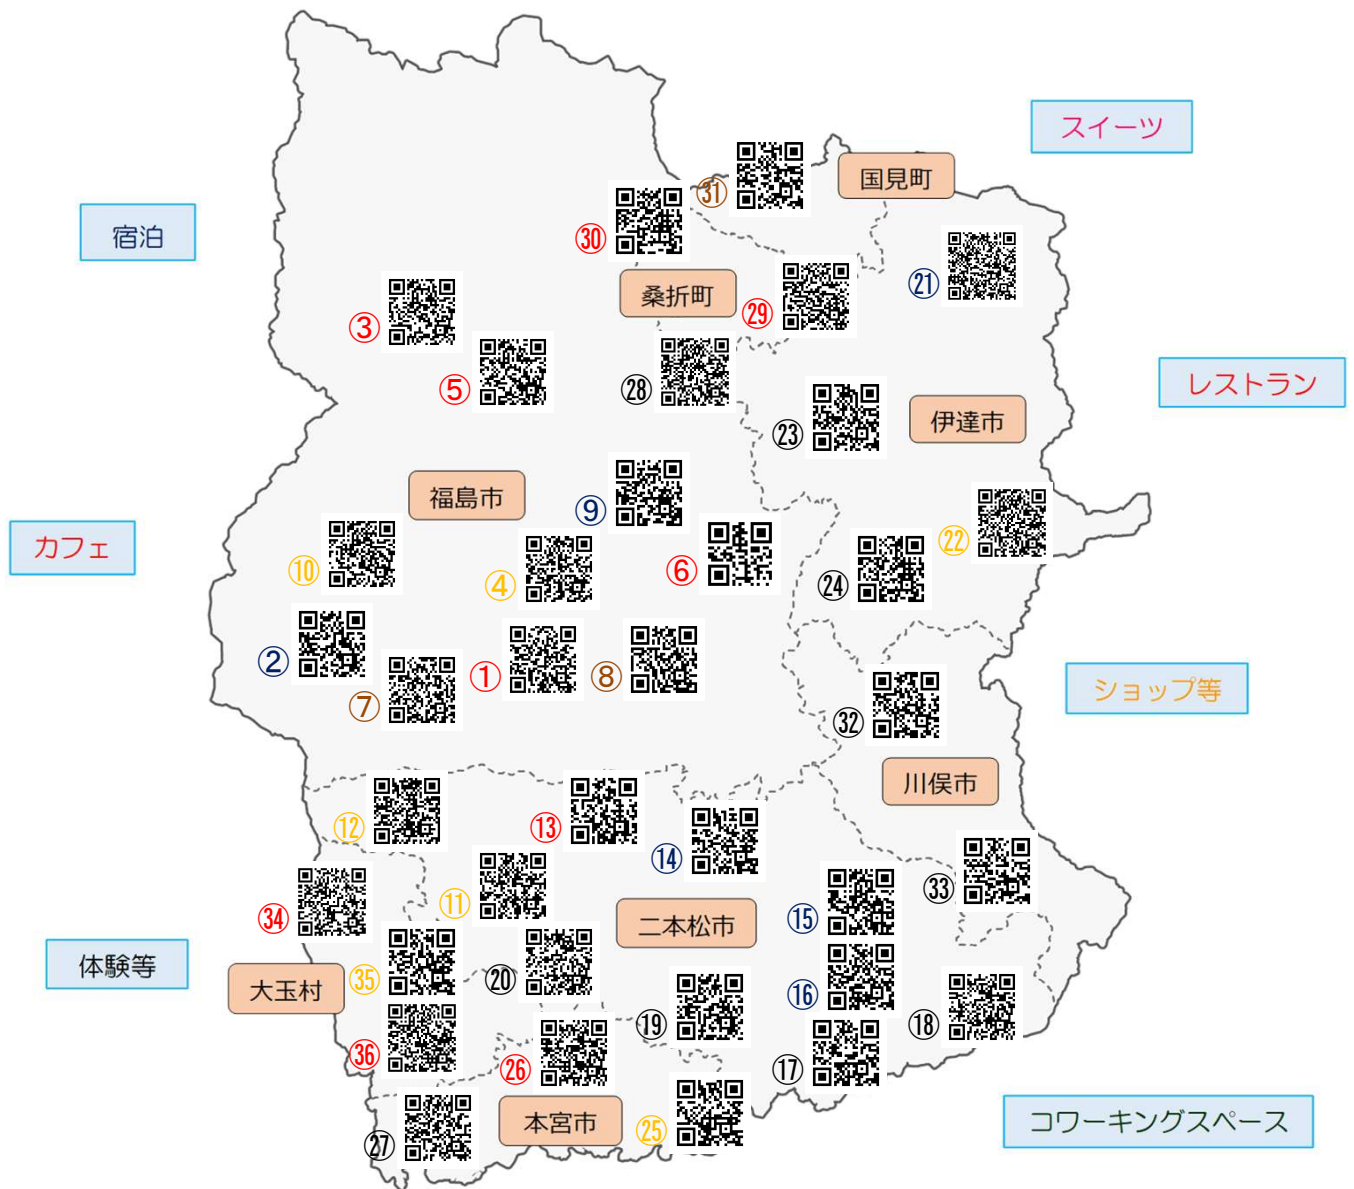 スイーツ
国見町
㉛
宿泊
㉚
㉑
桑折町
㉙
③
⑤
㉘
レストラン
㉓
伊達市
福島市
⑨
カフェ
⑩
④
⑥
㉒
㉔
②
①
⑧
⑦
ショップ等
㉜
川俣市
⑫
⑬
⑭
㉝
㉞
⑪
⑮
二本松市
体験等
大玉村
㉟
⑳
⑯
⑲
⑱
㊱
㉖
⑰
コワーキングスペース
本宮市
㉕
㉗